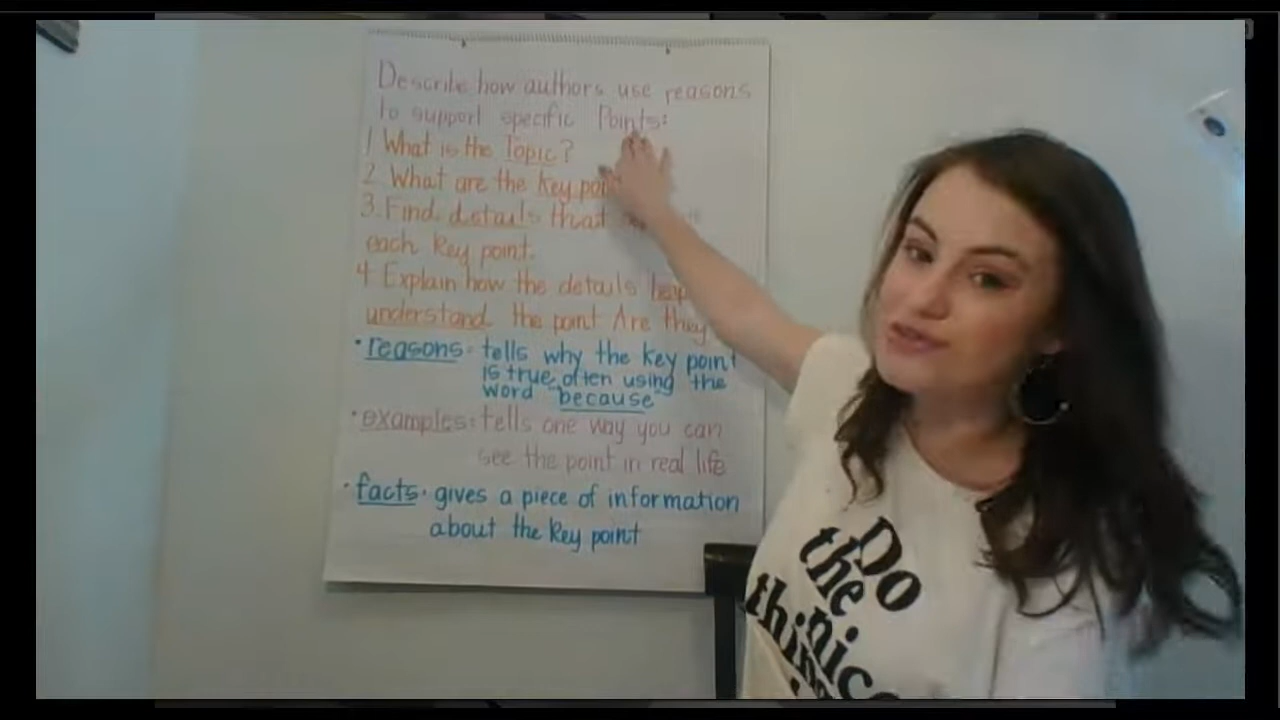 Describe how authors use reasons
to support specific Points:
1 What is the Topic?
2 What are the key
3. Find details that
each key point.
4 Explain how the details help
understand the point Are they
• reasons = tells why the key point
is true, often using the
word "because"
• examples: tells one way you can
see the point in real life
• facts - gives a piece of information
about the key point
Do
the
nice